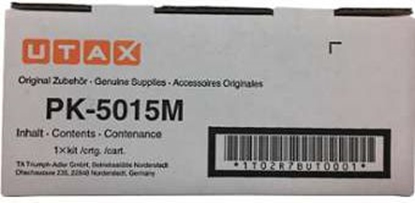 UTAX
Original Zubehör - Genuine Supplies - Accessoires Originales
PK-5015M
Inhalt - Contents - Contenance
1×kit /orig. /cart.
TA Triumph-Adler GmbH, Betriebsstätte Norderstedt
Ohechaussee 235, 22848 Norderstedt, Germany
*1T02R7BUT0001*